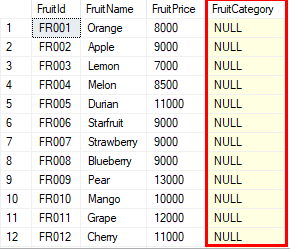 FruitId FruitName FruitPrice FruitCategory
1 FR001 Orange 8000 NULL
2 FR002 Apple 9000 NULL
3 FR003 Lemon 7000 NULL
4 FR004 Melon 8500 NULL
5 FR005 Durian 11000 NULL
6 FR006 Starfruit 9000 NULL
7 FR007 Strawberry 9000 NULL
8 FR008 Blueberry 9000 NULL
9 FR009 Pear 13000 NULL
10 FR010 Mango 10000 NULL
11 FR011 Grape 12000 NULL
12 FR012 Cherry 11000 NULL